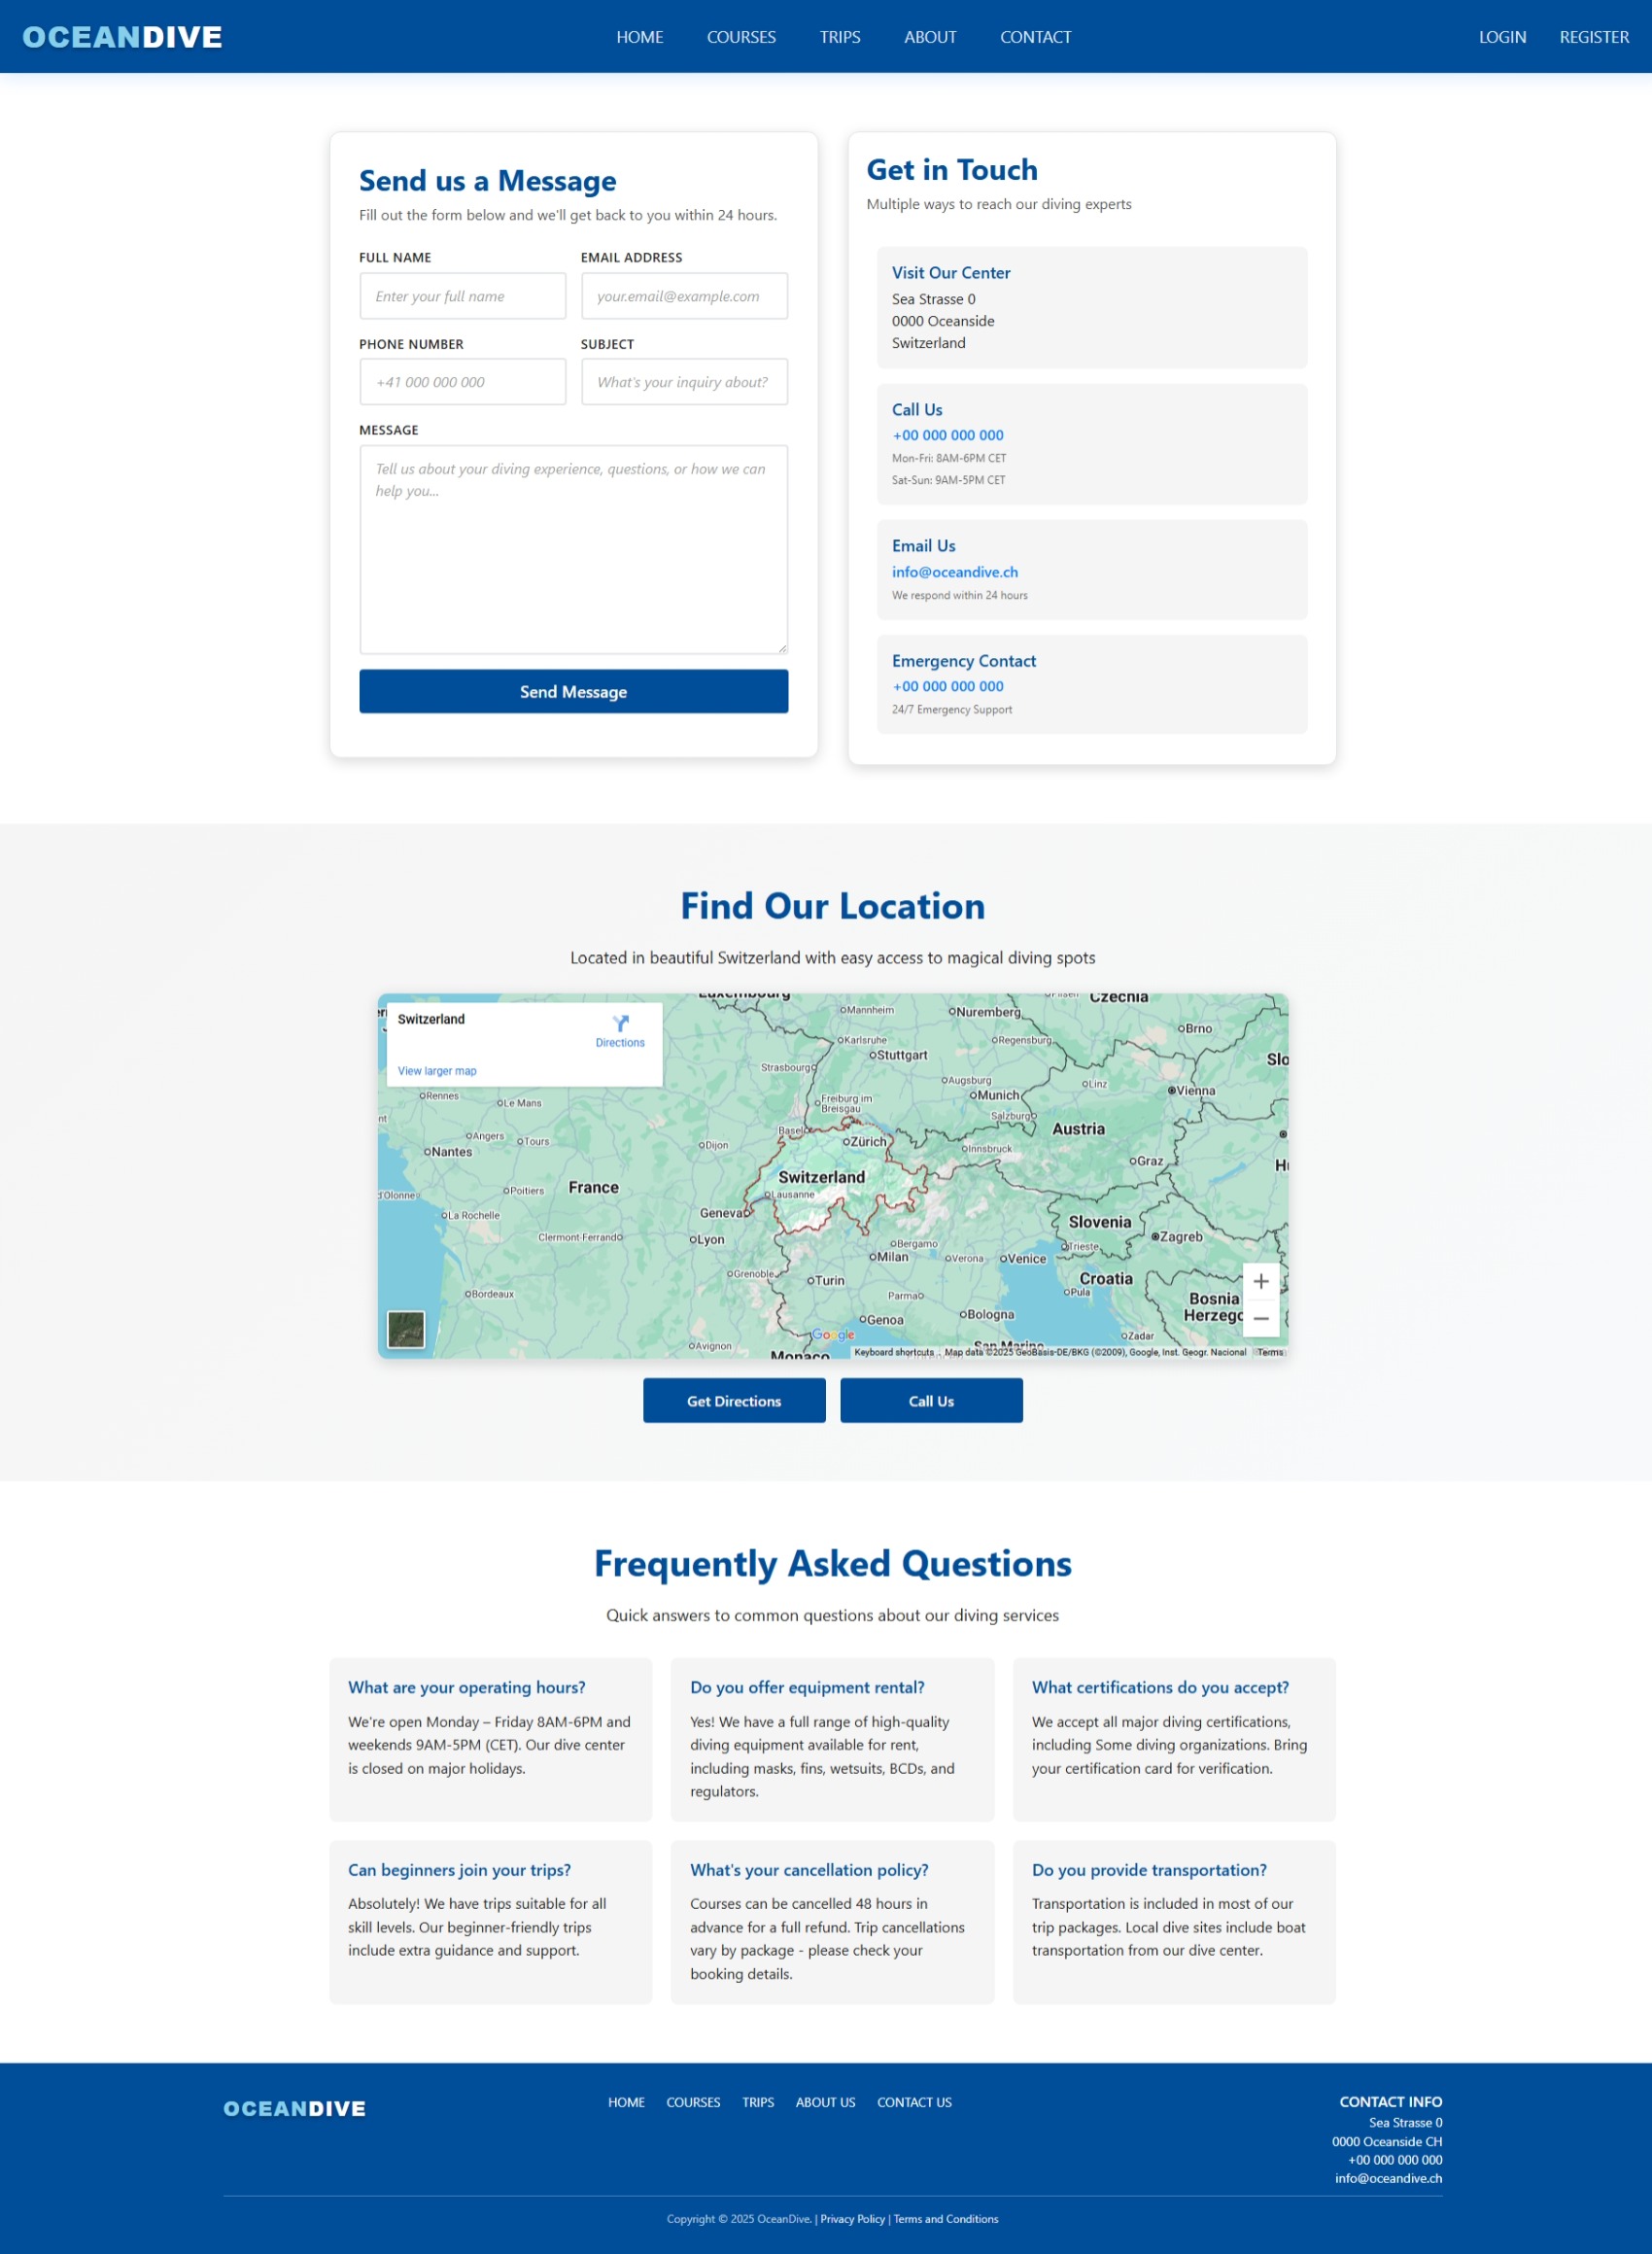 OCEANDIVE
HOME COURSES TRIPS ABOUT CONTACT
LOGIN REGISTER
Send us a Message
Fill out the form below and we'll get back to you within 24 hours.
FULL NAME EMAIL ADDRESS
Enter your full name your.email@example.com
PHONE NUMBER SUBJECT
+41 000 000 000 What's your inquiry about?
MESSAGE
Tell us about your diving experience, questions, or how we can
help you...
Send Message
Get in Touch
Multiple ways to reach our diving experts
Visit Our Center
Sea Strasse 0
0000 Oceanside
Switzerland
Call Us
+00 000 000 000
Mon-Fri: 8AM-6PM CET
Sat-Sun: 9AM-5PM CET
Email Us
info@oceandive.ch
We respond within 24 hours
Emergency Contact
+00 000 000 000
24/7 Emergency Support
Find Our Location
Located in beautiful Switzerland with easy access to magical diving spots
Switzerland
Directions
View larger map
Luxembourg
Czechia
Mannheim
Nuremberg
Brno
Karlsruhe
Regensburg
Stuttgart
Strasbourg
Augsburg
Linz
Vienna
Munich
Rennes
Le Mans
Freiburg im
Breisgau
Salzburg
Austria
Basel
Zürich
Angers
Tours
Dijon
Innsbruck
Nantes
Graz
Switzerland
Poitiers
France
Lausanne
d'Olonne
La Rochelle
Geneva
Slovenia
Clermont-Ferrand
Lyon
Zagreb
Bergamo
Milan
Verona
Venice
Trieste
Grenoble
Turin
Croatia
Bordeaux
Parma
Pula
Bosnia
Herzego
Genoa
Bologna
Google
Zadar
Avignon
Monaco
San Marino
Keyboard shortcuts Map data ©2025 GeoBasis-DE/BKG (©2009), Google, Inst. Geogr. Nacional Terms
Get Directions Call Us
Frequently Asked Questions
Quick answers to common questions about our diving services
What are your operating hours?
We're open Monday – Friday 8AM-6PM and
weekends 9AM-5PM (CET). Our dive center
is closed on major holidays.
Do you offer equipment rental?
Yes! We have a full range of high-quality
diving equipment available for rent,
including masks, fins, wetsuits, BCDs, and
regulators.
What certifications do you accept?
We accept all major diving certifications,
including Some diving organizations. Bring
your certification card for verification.
Can beginners join your trips?
Absolutely! We have trips suitable for all
skill levels. Our beginner-friendly trips
include extra guidance and support.
What's your cancellation policy?
Courses can be cancelled 48 hours in
advance for a full refund. Trip cancellations
vary by package - please check your
booking details.
Do you provide transportation?
Transportation is included in most of our
trip packages. Local dive sites include boat
transportation from our dive center.
OCEANDIVE
HOME COURSES TRIPS ABOUT US CONTACT US
CONTACT INFO
Sea Strasse 0
0000 Oceanside CH
+00 000 000 000
info@oceandive.ch
Copyright © 2025 OceanDive. | Privacy Policy | Terms and Conditions